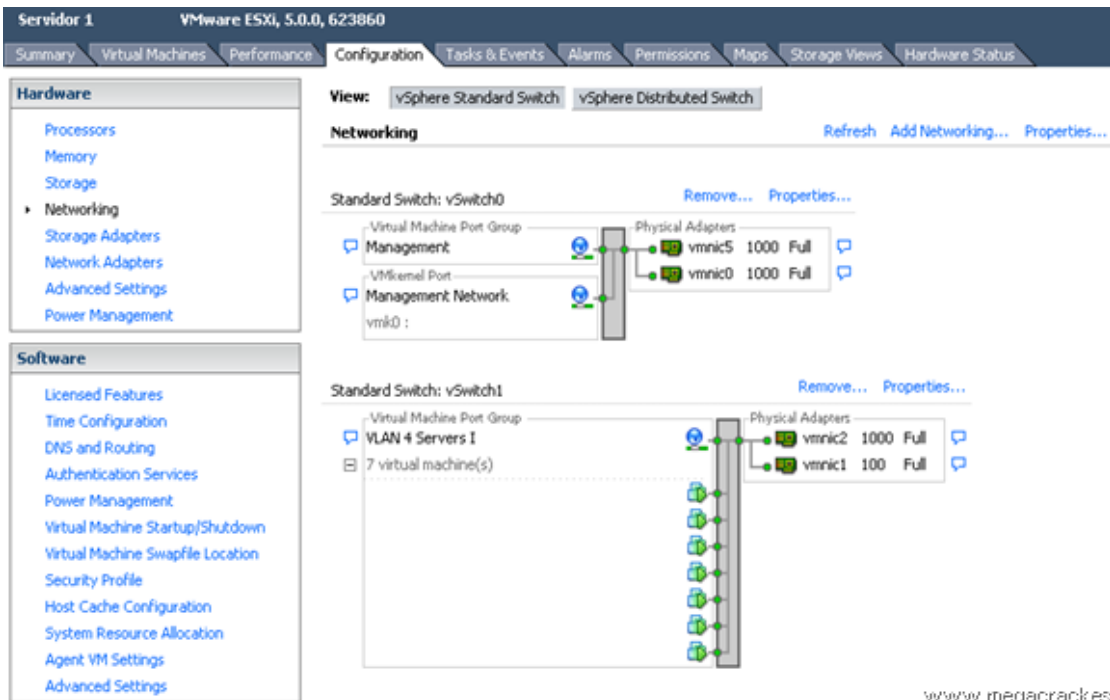 Servidor 1 VMware ESXi, 5.0.0, 623860
Summary Virtual Machines Performance Configuration Tasks & Events Alarms Permissions Maps Storage Views Hardware Status
Hardware
Processors
Memory
Storage
Networking
Storage Adapters
Network Adapters
Advanced Settings
Power Management
Software
Licensed Features
Time Configuration
DNS and Routing
Authentication Services
Power Management
Virtual Machine Startup/Shutdown
Virtual Machine Swapfile Location
Security Profile
Host Cache Configuration
System Resource Allocation
Agent VM Settings
Advanced Settings
View: vSphere Standard Switch vSphere Distributed Switch
Networking Refresh Add Networking... Properties...
Standard Switch: vSwitch0 Remove... Properties...
Virtual Machine Port Group Physical Adapters
Management vmnic5 1000 Full
VMkernel Port vmnic0 1000 Full
Management Network
vmk0 :
Standard Switch: vSwitch1 Remove... Properties...
Virtual Machine Port Group Physical Adapters
VLAN 4 Servers I vmnic2 1000 Full
7 virtual machine(s) vmnic1 100 Full
www.megacrackes